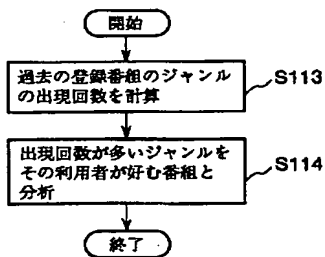 開始
過去の登録番組のジャンル
の出現回数を計算
S113
出現回数が多いジャンルを
その利用者が好む番組と
分析
S114
終了